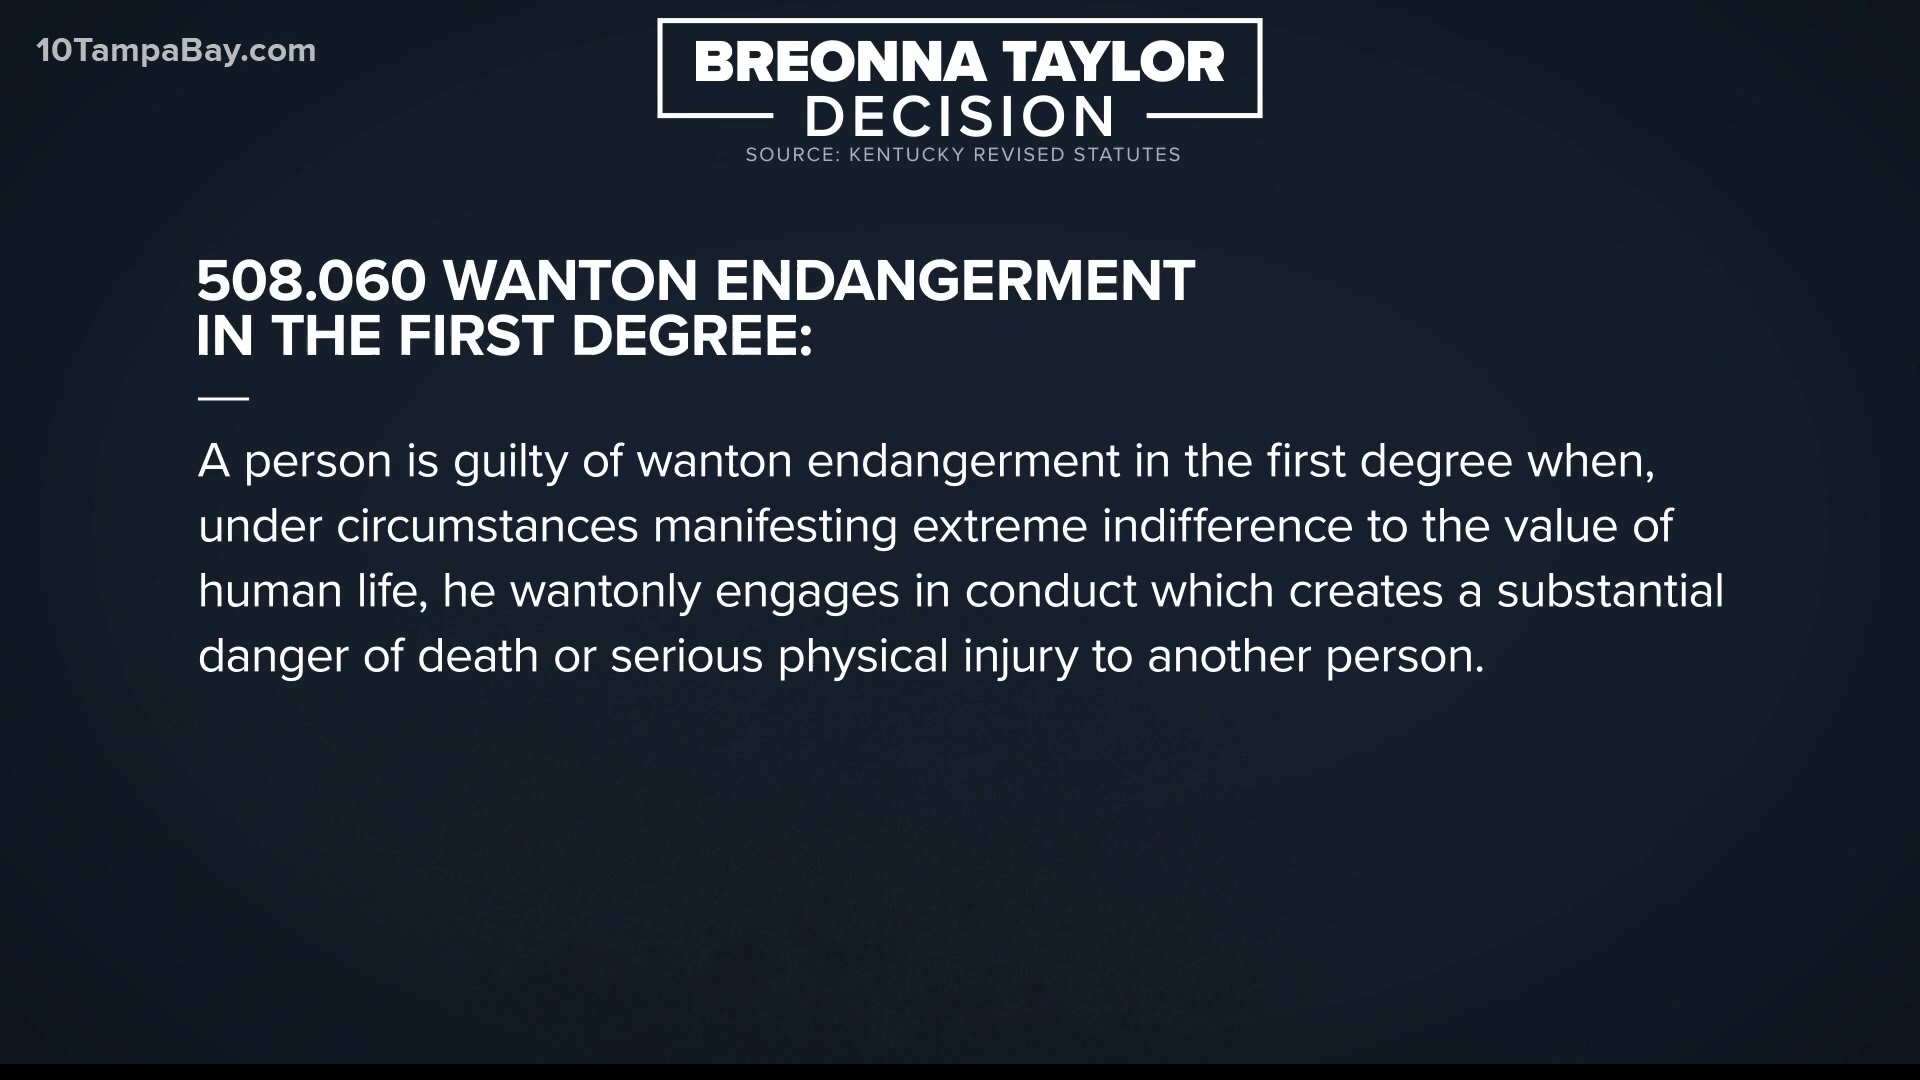 10TampaBay.com
BREONNA TAYLOR
DECISION
SOURCE: KENTUCKY REVISED STATUTES
508.060 WANTON ENDANGERMENT
IN THE FIRST DEGREE:
A person is guilty of wanton endangerment in the first degree when,
under circumstances manifesting extreme indifference to the value of
human life, he wantonly engages in conduct which creates a substantial
danger of death or serious physical injury to another person.